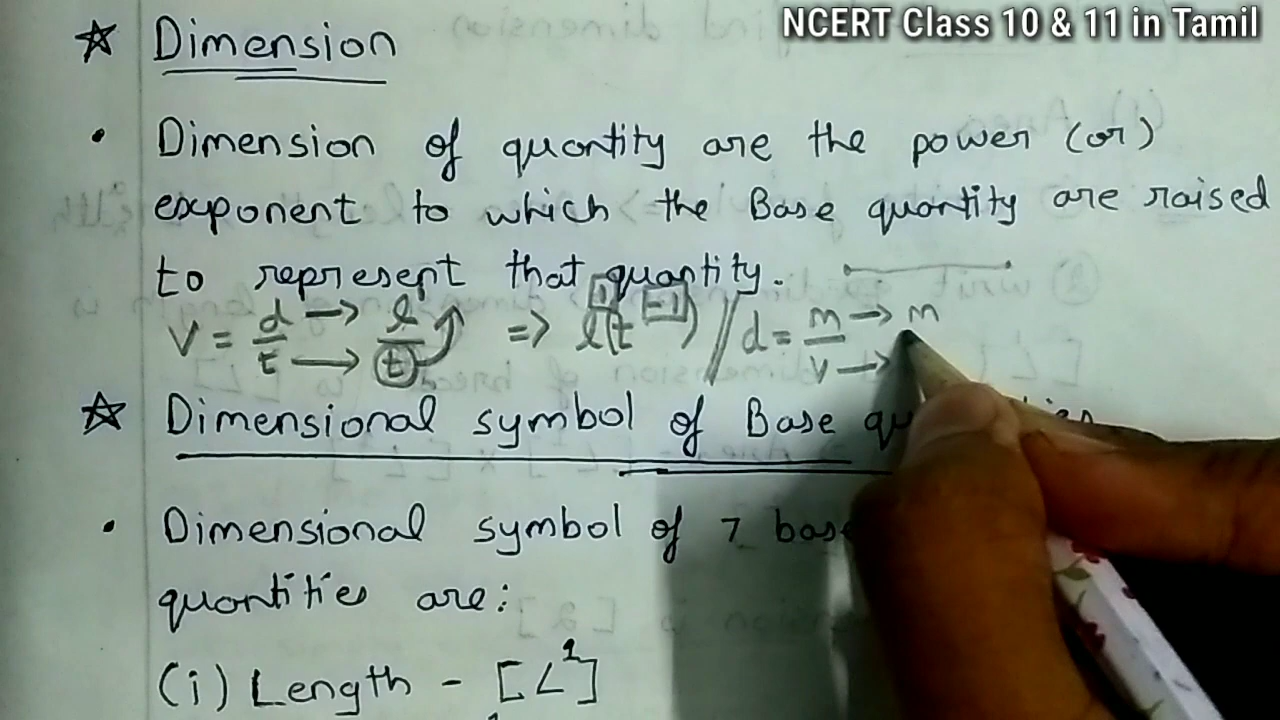 NCERT Class 10 & 11 in Tamil
☆ Dimension
• Dimension of quantity are the power (or)
exponent to which the Base quantity are raised
to represent that quantity.
V = d/t → l/t => l¹(t⁻¹) // d = m/v → m
☆ Dimensional symbol of Base
• Dimensional symbol of 7 base
quantities are:
(i) Length - [L¹]